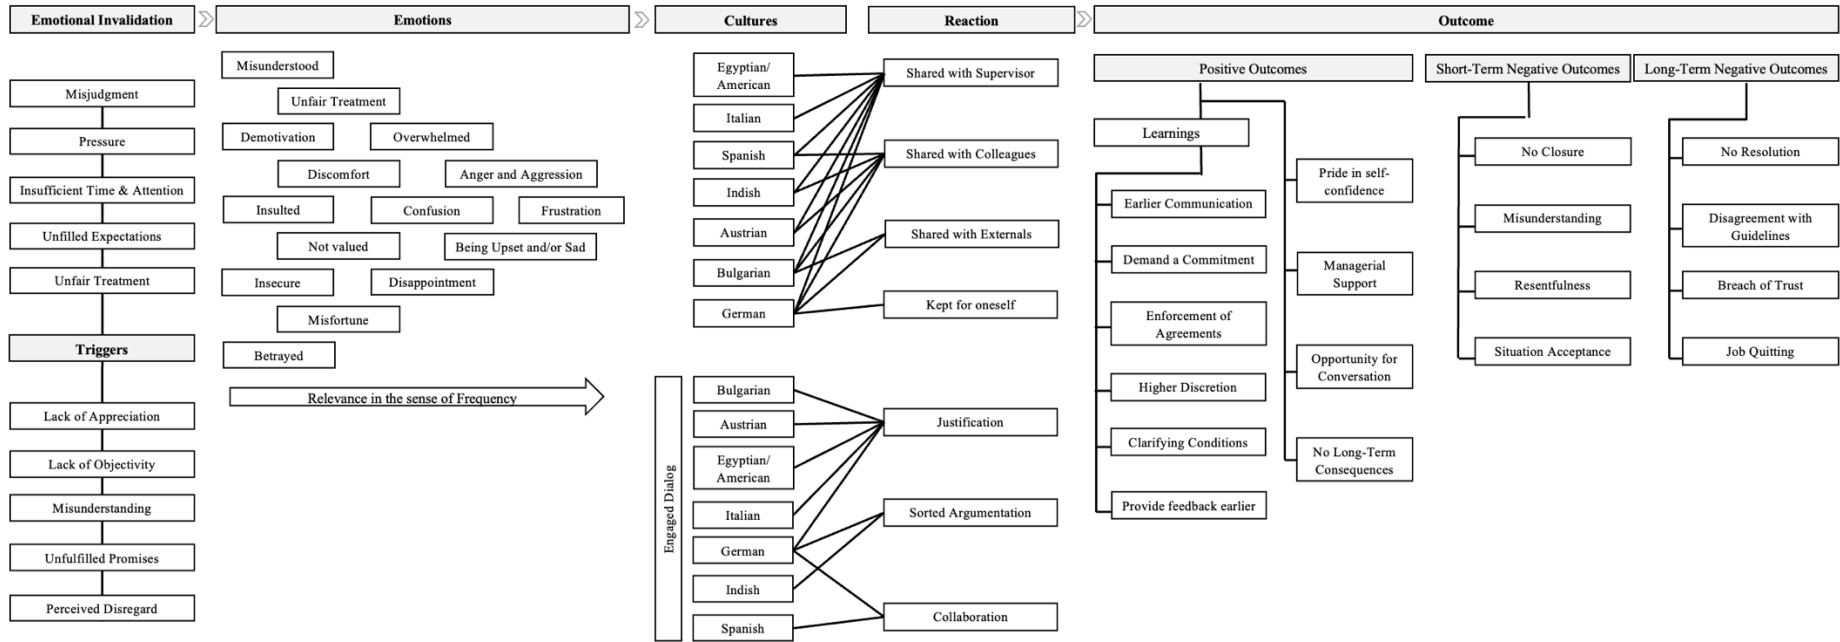 Emotional Invalidation
Emotions
Cultures
Reaction
Outcome
Misjudgment
Pressure
Insufficient Time & Attention
Unfilled Expectations
Unfair Treatment
Triggers
Lack of Appreciation
Lack of Objectivity
Misunderstanding
Unfulfilled Promises
Perceived Disregard
Misunderstood
Unfair Treatment
Demotivation
Overwhelmed
Discomfort
Anger and Aggression
Insulted
Confusion
Frustration
Not valued
Being Upset and/or Sad
Insecure
Disappointment
Misfortune
Betrayed
Relevance in the sense of Frequency
Egyptian/
American
Italian
Spanish
Indish
Austrian
Bulgarian
German
Engaged Dialog
Bulgarian
Austrian
Egyptian/
American
Italian
German
Indish
Spanish
Shared with Supervisor
Shared with Colleagues
Shared with Externals
Kept for oneself
Justification
Sorted Argumentation
Collaboration
Positive Outcomes
Learnings
Earlier Communication
Demand a Commitment
Enforcement of
Agreements
Higher Discretion
Clarifying Conditions
Provide feedback earlier
Pride in self-
confidence
Managerial
Support
Opportunity for
Conversation
No Long-Term
Consequences
Short-Term Negative Outcomes
No Closure
Misunderstanding
Resentfulness
Situation Acceptance
Long-Term Negative Outcomes
No Resolution
Disagreement with
Guidelines
Breach of Trust
Job Quitting